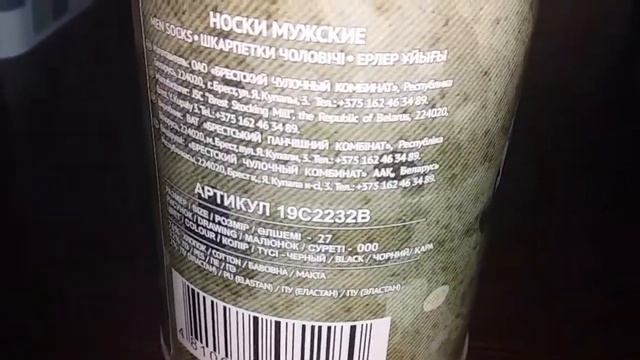 НОСКИ МУЖСКИЕ
MEN SOCKS • ШКАРПЕТКИ ЧОЛОВІЧІ • ЕРЛЕР ҰЙЫҒЫ
ОАО «БРЕСТСКИЙ ЧУЛОЧНЫЙ КОМБИНАТ», Республика
224020, г. Брест, ул. Я. Купалы, 3. Тел.: +375 162 46 34 89.
JSC "Brest Stocking Mill", the Republic of Belarus, 224020,
Kupaly 3. Tel.: +375 162 46 34 89.
ВАТ «БРЕСТСЬКИЙ ПАНЧІШНИЙ КОМБІНАТ», Республіка
224020, м. Брест, вул. Я. Купали, 3. Тел.: +375 162 46 34 89.
«БРЕСТСКИЙ ЧУЛОЧНЫЙ КОМБИНАТ» ААҚ, Беларусь
224020, Брест қ., Я. Купала к-сі, 3. Тел.: +375 162 46 34 89.
АРТИКУЛ 19С2232В
РАЗМЕР / SIZE / РОЗМІР / ӨЛШЕМІ - 27
РИСУНОК / DRAWING / МАЛЮНОК / СУРЕТІ - 000
ЦВЕТ / COLOUR / КОЛІР / ТҮСІ - ЧЕРНЫЙ / BLACK / ЧОРНИЙ / ҚАРА
ХЛОПОК / COTTON / БАВОВНА / МАҚТА
/ PES / ПЕ / ПЭ
(ЭЛАСТАН) / PU (ELASTAN) / ПУ (ЕЛАСТАН) / ПУ (ЭЛАСТАН)